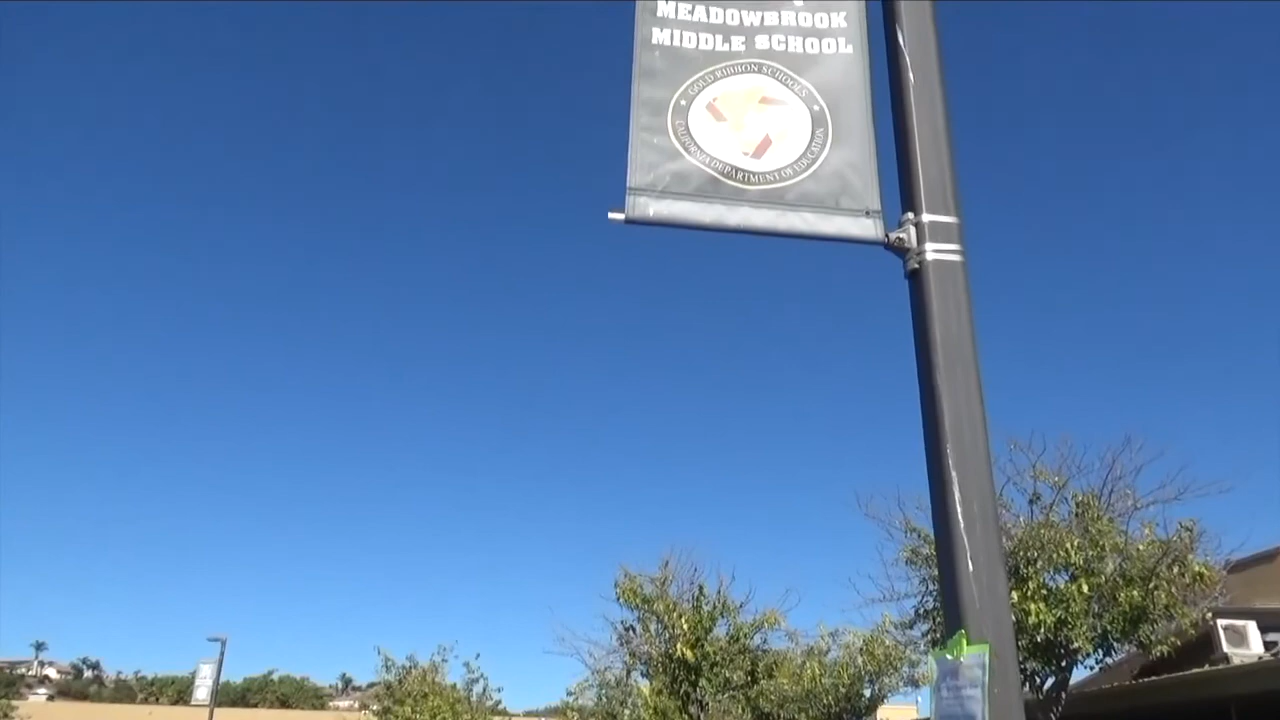 MEADOWBROOK
MIDDLE SCHOOL
GOLD RIBBON SCHOOLS
CALIFORNIA DEPARTMENT OF EDUCATION